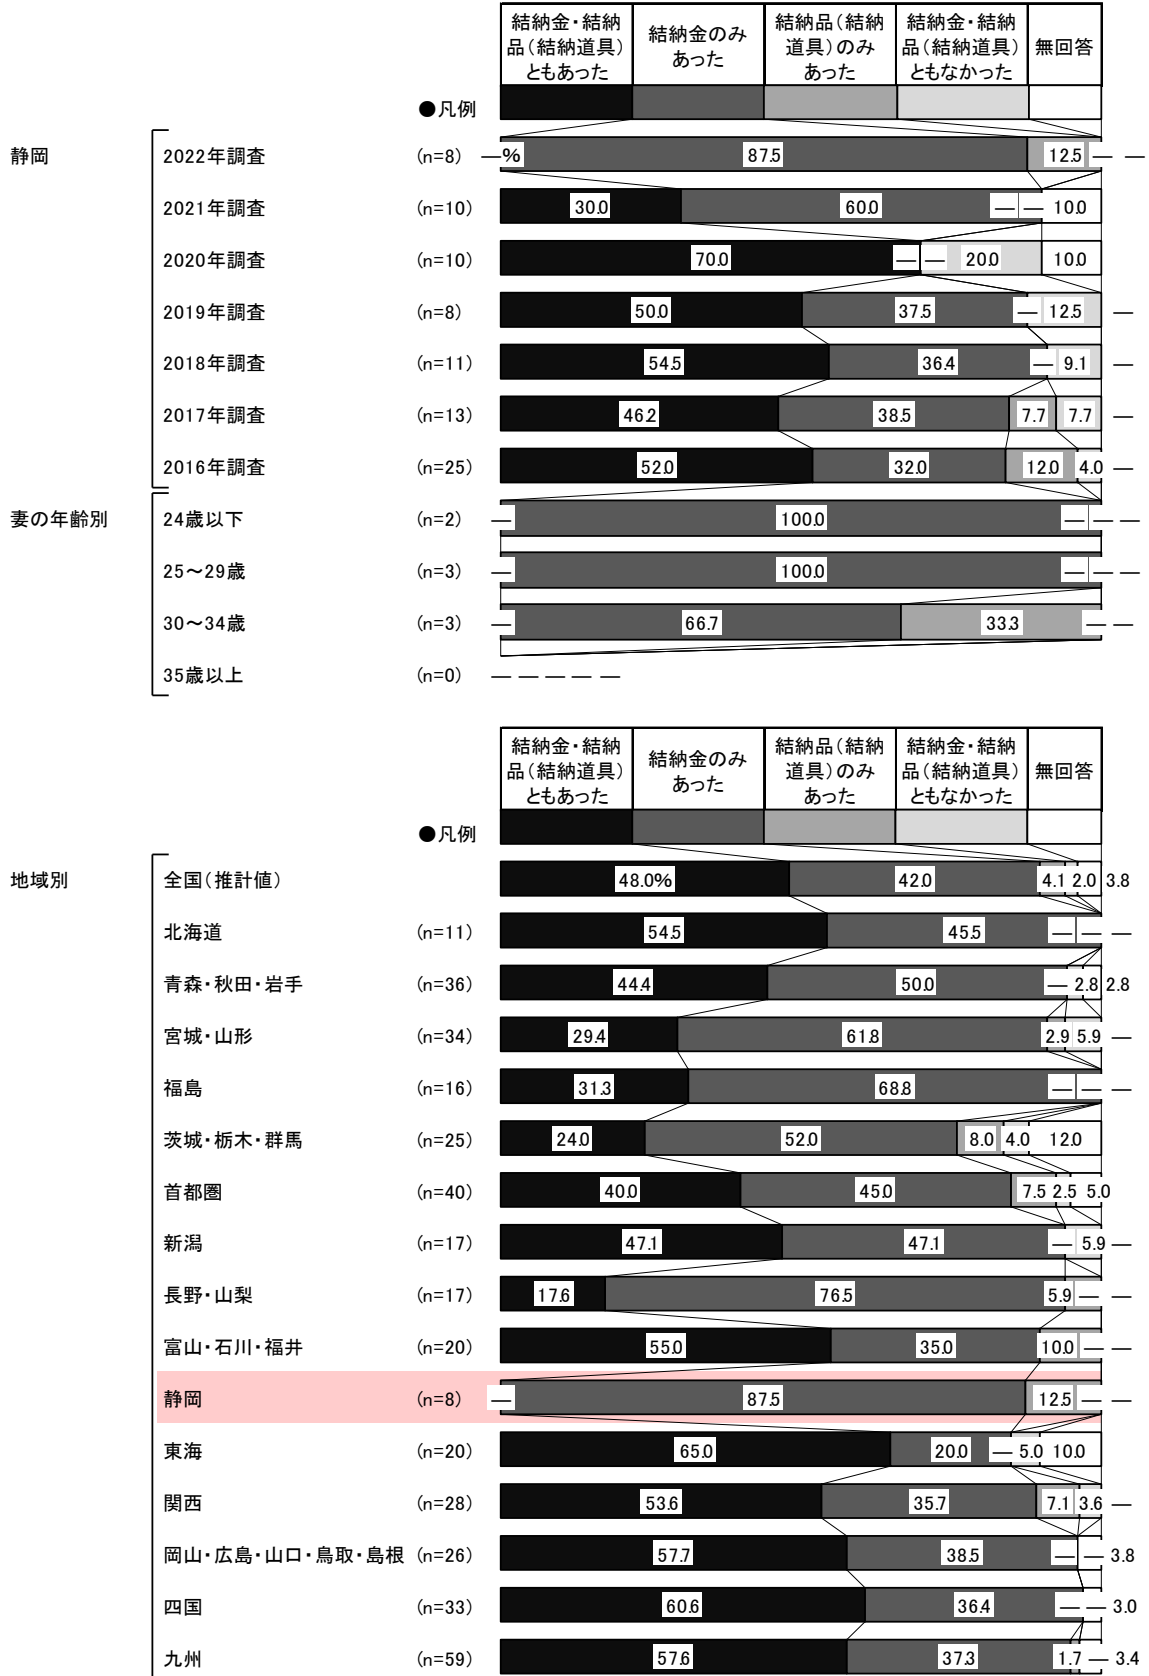 結納金・結納 結納金のみ 結納品(結納 結納金・結納 無回答
品(結納道具) あった 道具)のみ 品(結納道具)
ともあった あった ともなかった
●凡例
静岡 2022年調査 (n=8) —% 87.5 12.5 — —
2021年調査 (n=10) 30.0 60.0 — — 10.0
2020年調査 (n=10) 70.0 — — 20.0 10.0
2019年調査 (n=8) 50.0 37.5 — 12.5 —
2018年調査 (n=11) 54.5 36.4 — 9.1 —
2017年調査 (n=13) 46.2 38.5 7.7 7.7 —
2016年調査 (n=25) 52.0 32.0 12.0 4.0 —
妻の年齢別 24歳以下 (n=2) — 100.0 — — —
25～29歳 (n=3) — 100.0 — — —
30～34歳 (n=3) — 66.7 33.3 — —
35歳以上 (n=0) — — — — —
結納金・結納 結納金のみ 結納品(結納 結納金・結納 無回答
品(結納道具) あった 道具)のみ 品(結納道具)
ともあった あった ともなかった
●凡例
地域別 全国(推計値) 48.0% 42.0 4.1 2.0 3.8
北海道 (n=11) 54.5 45.5 — — —
青森・秋田・岩手 (n=36) 44.4 50.0 — 2.8 2.8
宮城・山形 (n=34) 29.4 61.8 2.9 5.9 —
福島 (n=16) 31.3 68.8 — — —
茨城・栃木・群馬 (n=25) 24.0 52.0 8.0 4.0 12.0
首都圏 (n=40) 40.0 45.0 7.5 2.5 5.0
新潟 (n=17) 47.1 47.1 — 5.9 —
長野・山梨 (n=17) 17.6 76.5 5.9 — —
富山・石川・福井 (n=20) 55.0 35.0 10.0 — —
静岡 (n=8) — 87.5 12.5 — —
東海 (n=20) 65.0 20.0 — 5.0 10.0
関西 (n=28) 53.6 35.7 7.1 3.6 —
岡山・広島・山口・鳥取・島根 (n=26) 57.7 38.5 — — 3.8
四国 (n=33) 60.6 36.4 — — 3.0
九州 (n=59) 57.6 37.3 1.7 — 3.4